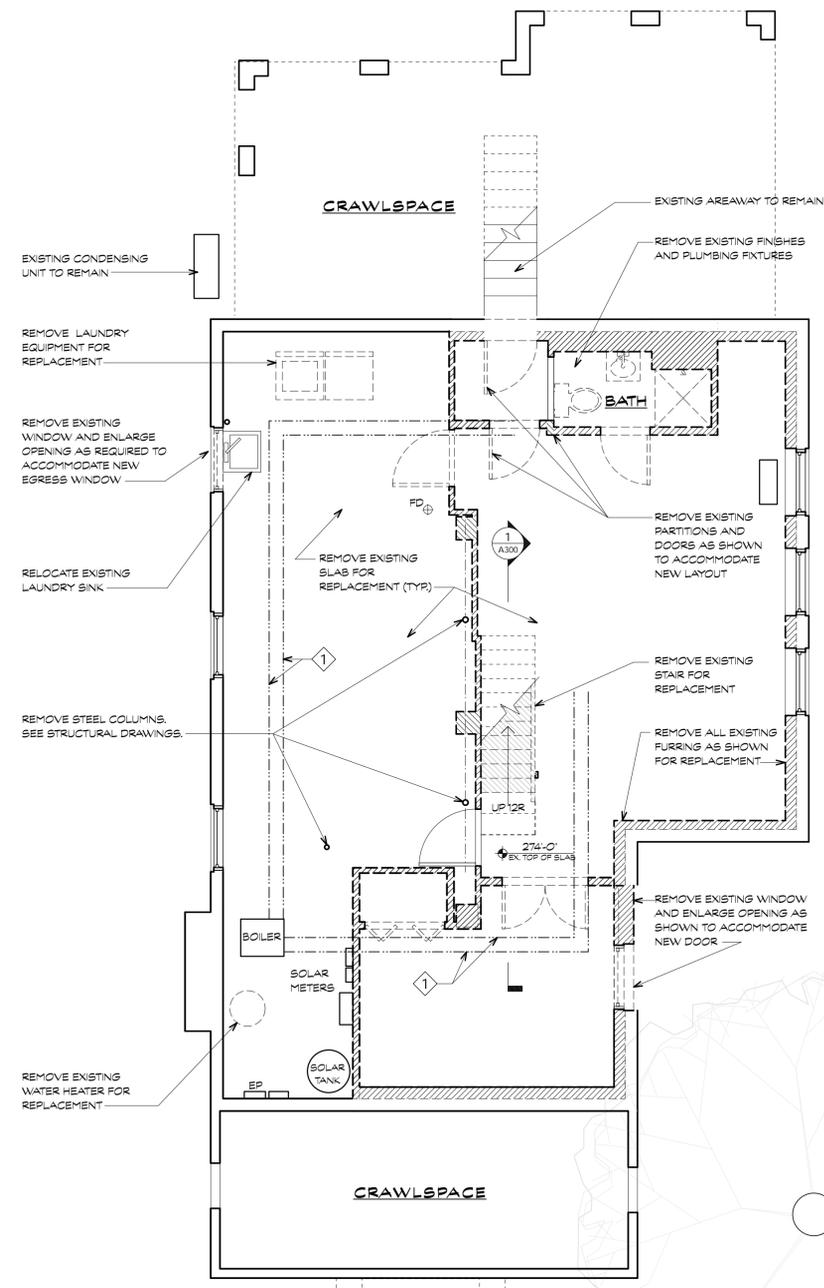 CRAWLSPACE
EXISTING AREAWAY TO REMAIN
REMOVE EXISTING FINISHES
AND PLUMBING FIXTURES
EXISTING CONDENSING
UNIT TO REMAIN
REMOVE LAUNDRY
EQUIPMENT FOR
REPLACEMENT
BATH
REMOVE EXISTING
WINDOW AND ENLARGE
OPENING AS REQUIRED TO
ACCOMMODATE NEW
EGRESS WINDOW
FD
REMOVE EXISTING
PARTITIONS AND
DOORS AS SHOWN
TO ACCOMMODATE
NEW LAYOUT
1
A300
REMOVE EXISTING
SLAB FOR
REPLACEMENT (TYP.)
RELOCATE EXISTING
LAUNDRY SINK
1
REMOVE EXISTING
STAIR FOR
REPLACEMENT
REMOVE STEEL COLUMNS.
SEE STRUCTURAL DRAWINGS.
REMOVE ALL EXISTING
FURRING AS SHOWN
FOR REPLACEMENT
UP 12R
274'-0"
EX. TOP OF SLAB
REMOVE EXISTING WINDOW
AND ENLARGE OPENING AS
SHOWN TO ACCOMMODATE
NEW DOOR
BOILER
SOLAR
METERS
1
SOLAR
TANK
EP
REMOVE EXISTING
WATER HEATER FOR
REPLACEMENT
CRAWLSPACE